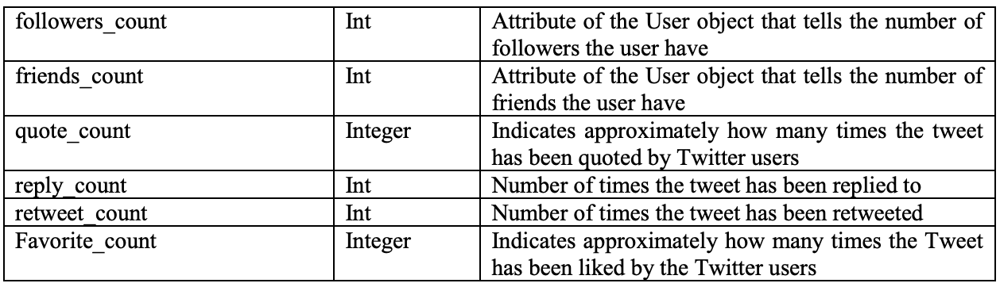 followers_count Int Attribute of the User object that tells the number of
followers the user have
friends_count Int Attribute of the User object that tells the number of
friends the user have
quote_count Integer Indicates approximately how many times the tweet
has been quoted by Twitter users
reply_count Int Number of times the tweet has been replied to
retweet_count Int Number of times the tweet has been retweeted
Favorite_count Integer Indicates approximately how many times the Tweet
has been liked by the Twitter users